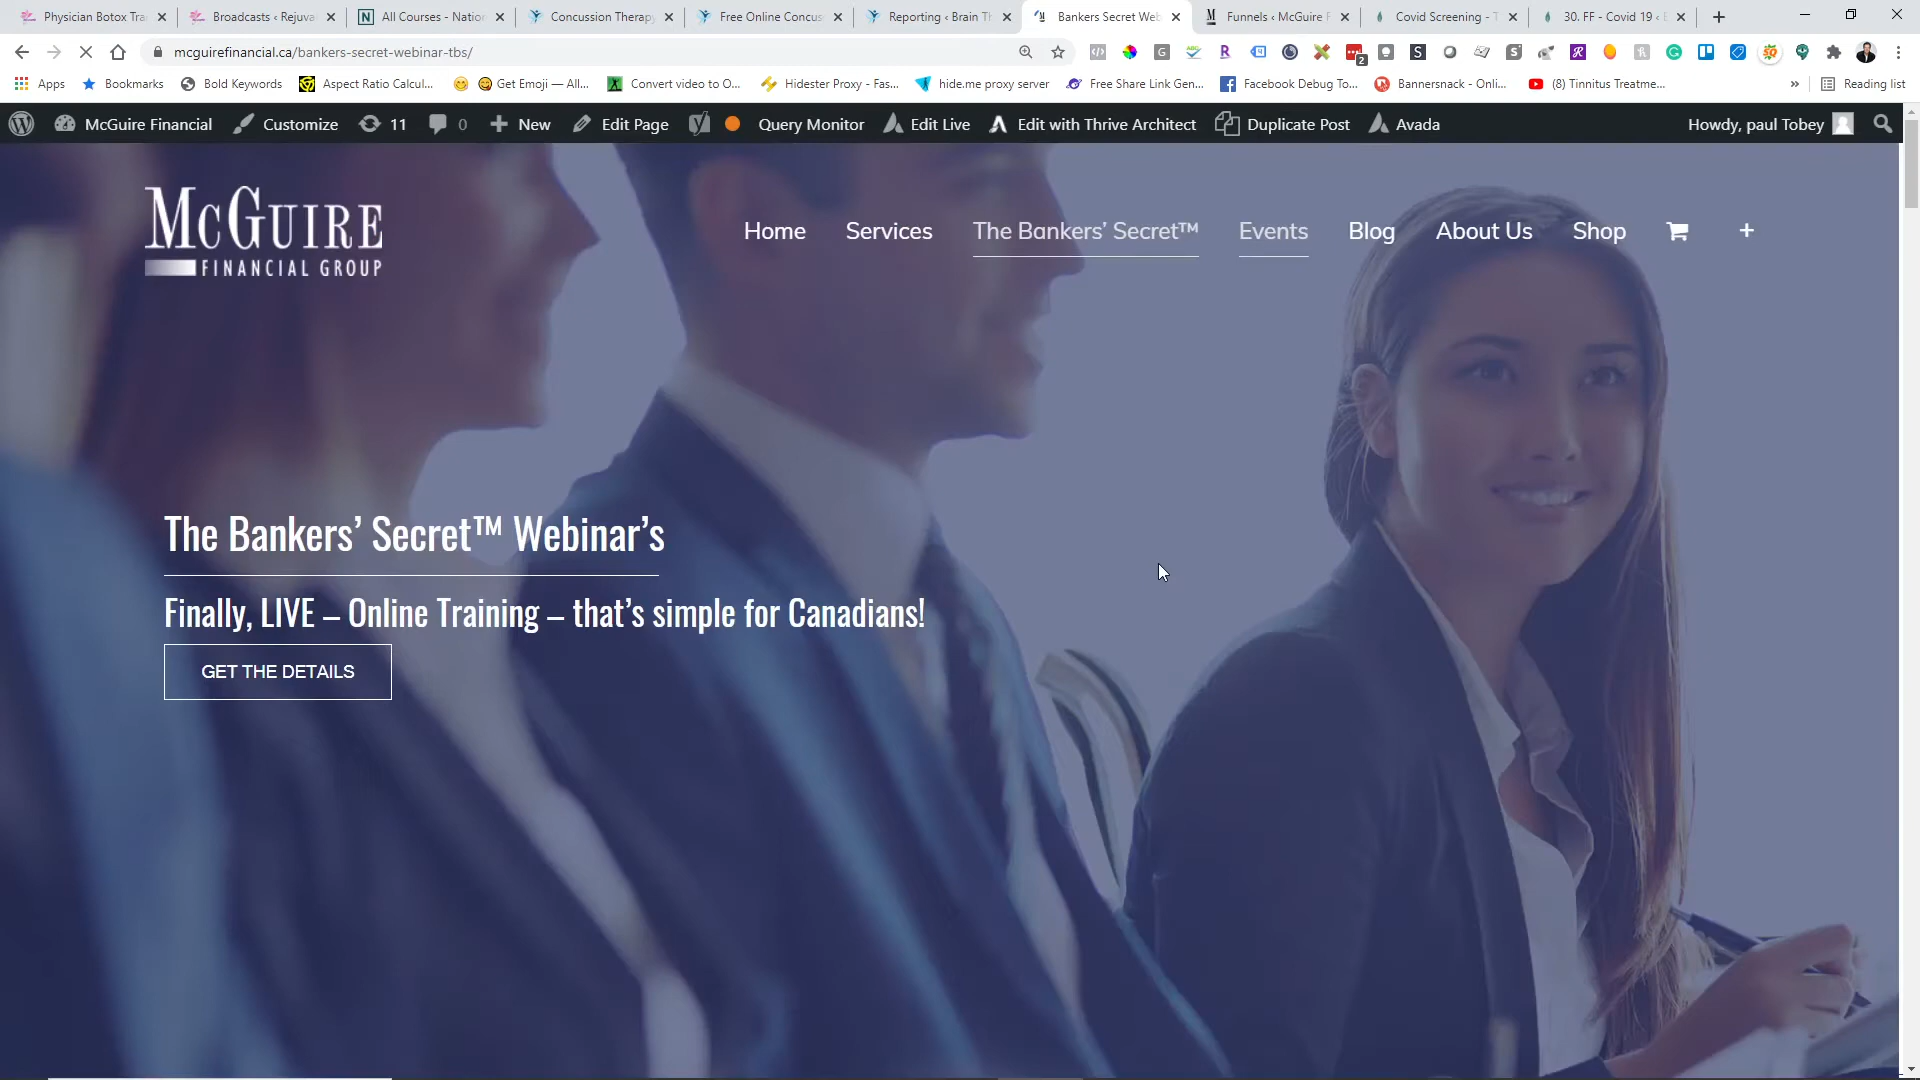 Physician Botox Tra
Broadcasts ‹ Rejuva
All Courses - Nation
Concussion Therapy
Free Online Concus
Reporting ‹ Brain Th
Bankers Secret Web
Funnels ‹ McGuire F
Covid Screening - T
30. FF - Covid 19 ‹ E
mcguirefinancial.ca/bankers-secret-webinar-tbs/
Apps
Bookmarks
Bold Keywords
Aspect Ratio Calcul...
Get Emoji — All...
Convert video to O...
Hidester Proxy - Fas...
hide.me proxy server
Free Share Link Gen...
Facebook Debug To...
Bannersnack - Onli...
(8) Tinnitus Treatme...
»
Reading list
McGuire Financial
Customize
11
0
New
Edit Page
Query Monitor
Edit Live
Edit with Thrive Architect
Duplicate Post
Avada
Howdy, paul Tobey
McGuire
FINANCIAL GROUP
Home
Services
The Bankers’ Secret™
Events
Blog
About Us
Shop
+
The Bankers’ Secret™ Webinar’s
Finally, LIVE – Online Training – that’s simple for Canadians!
GET THE DETAILS